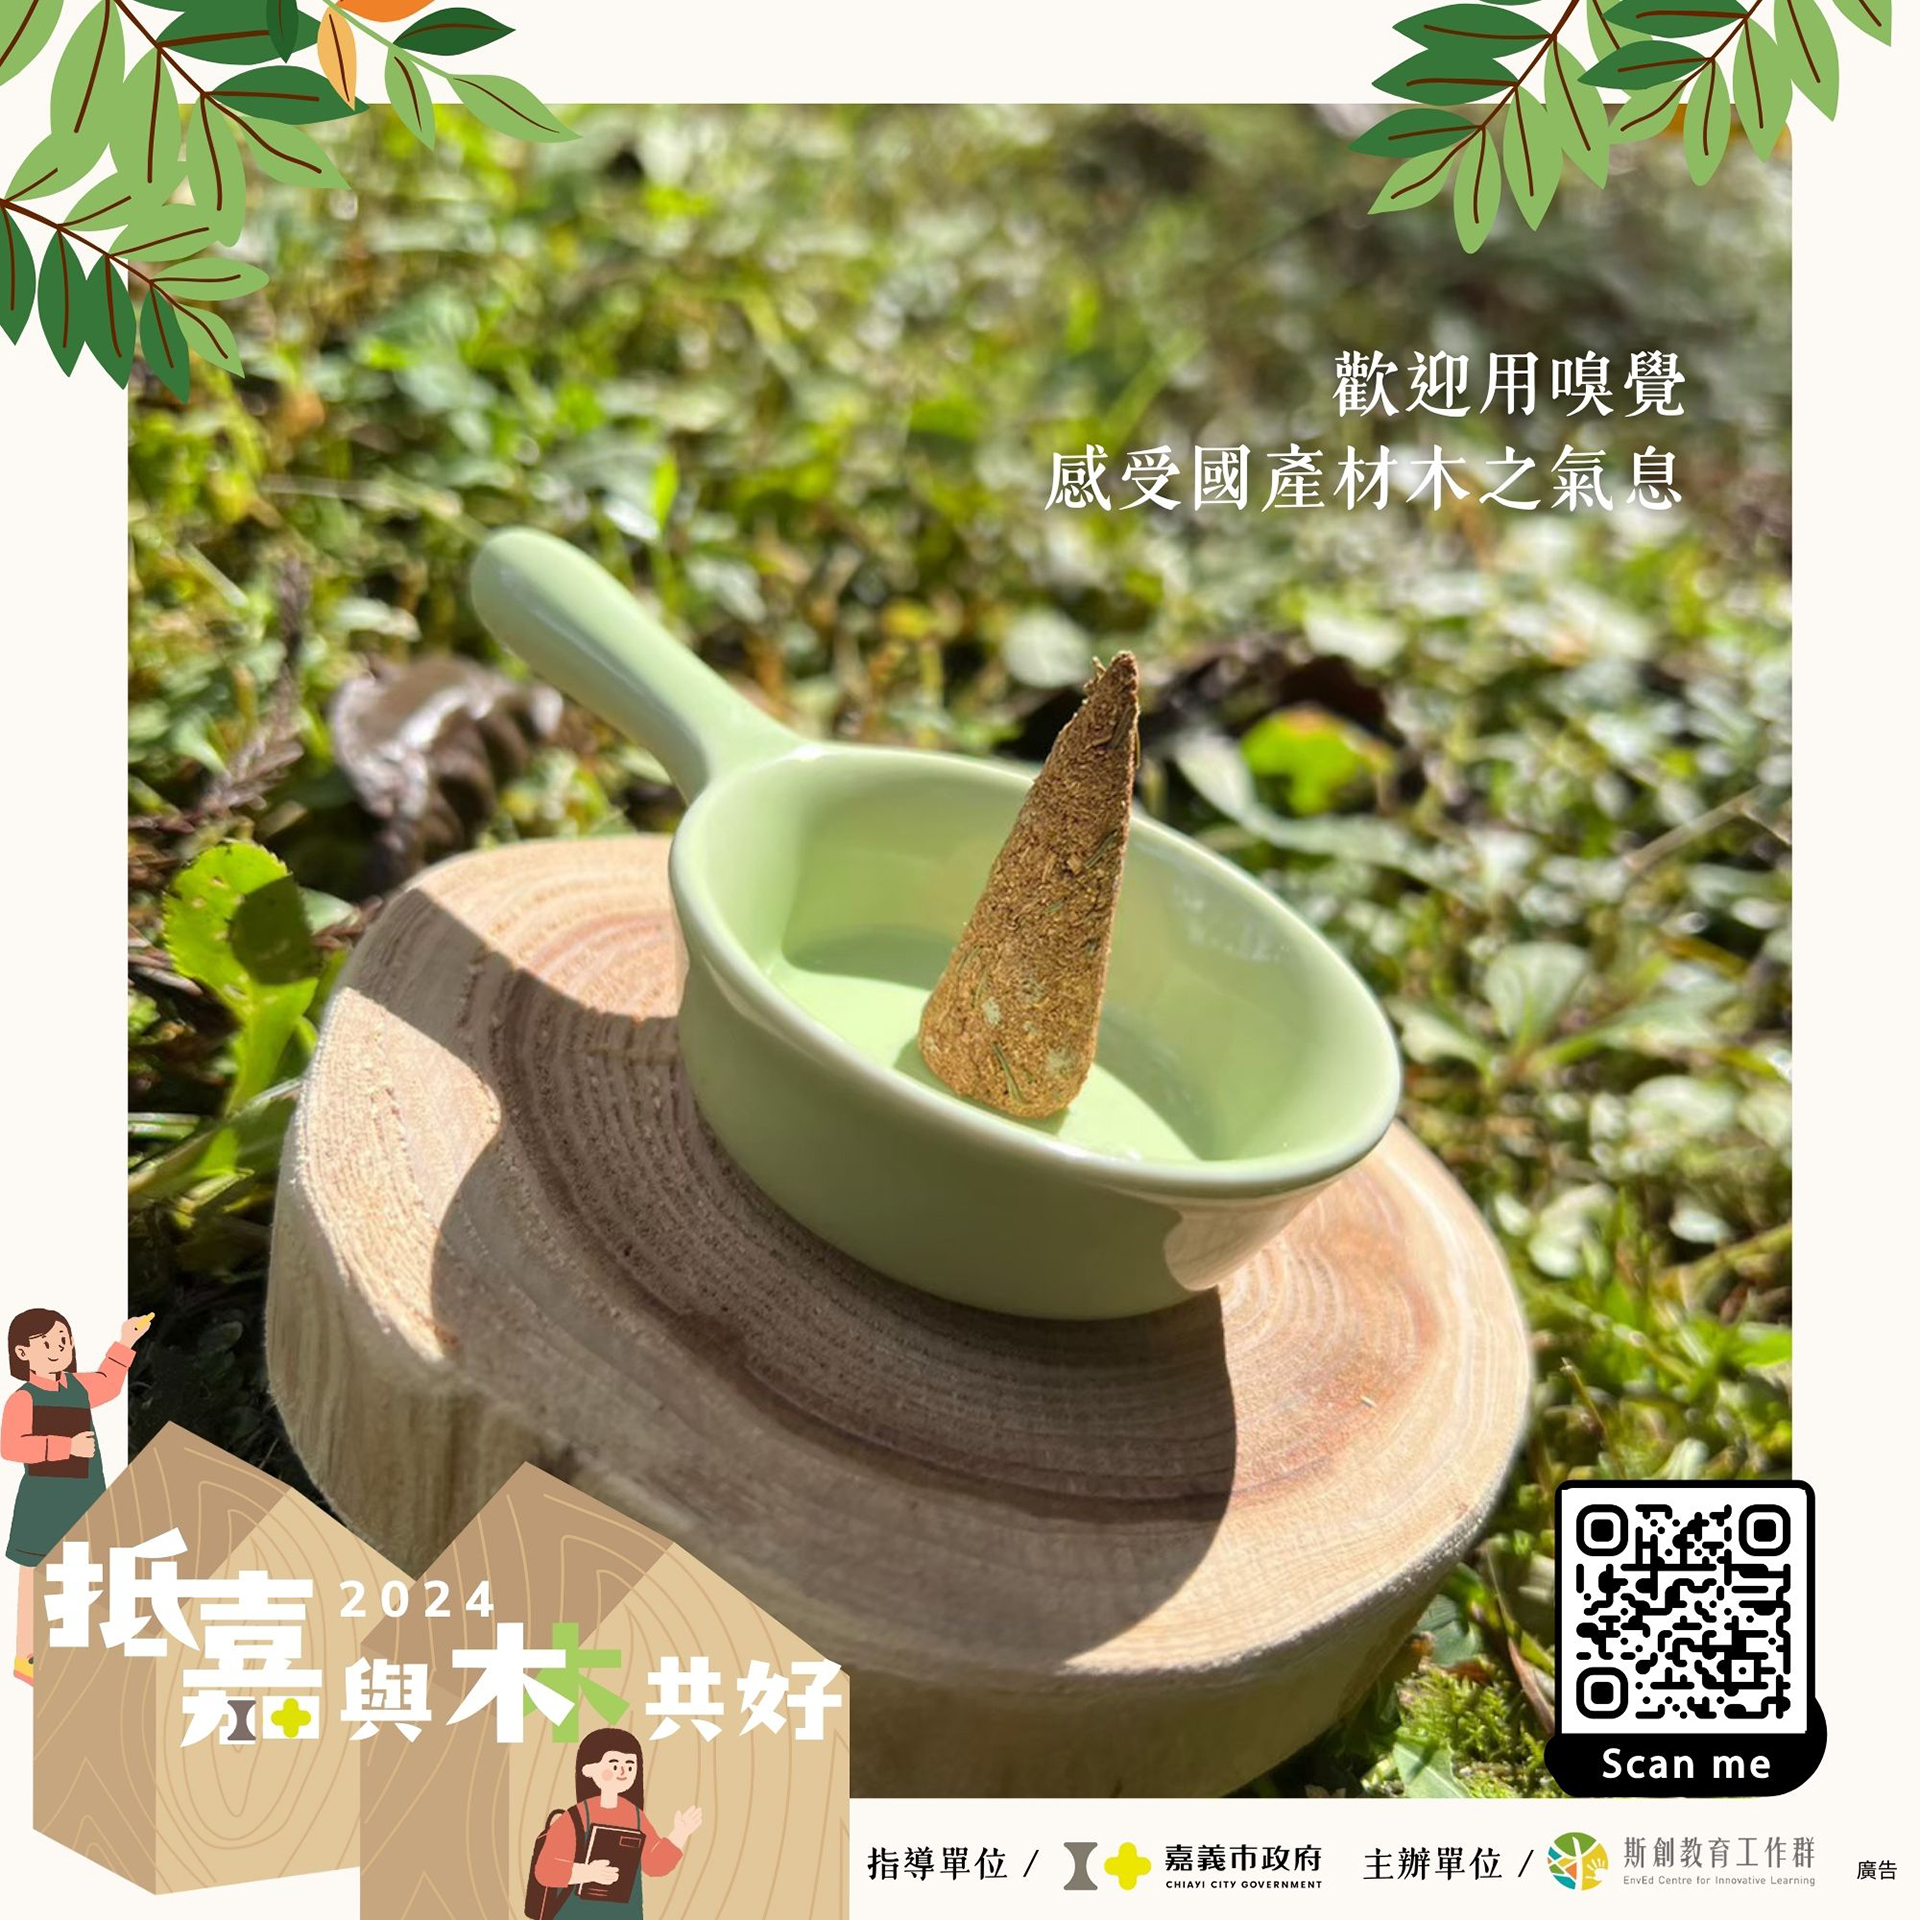 歡迎用嗅覺
感受國產材木之氣息
抵嘉 2024
與木木共好
Scan me
指導單位 / 嘉義市政府
CHIAYI CITY GOVERNMENT
主辦單位 / 斯創教育工作群
EnvEd Centre for Innovative Learning
廣告